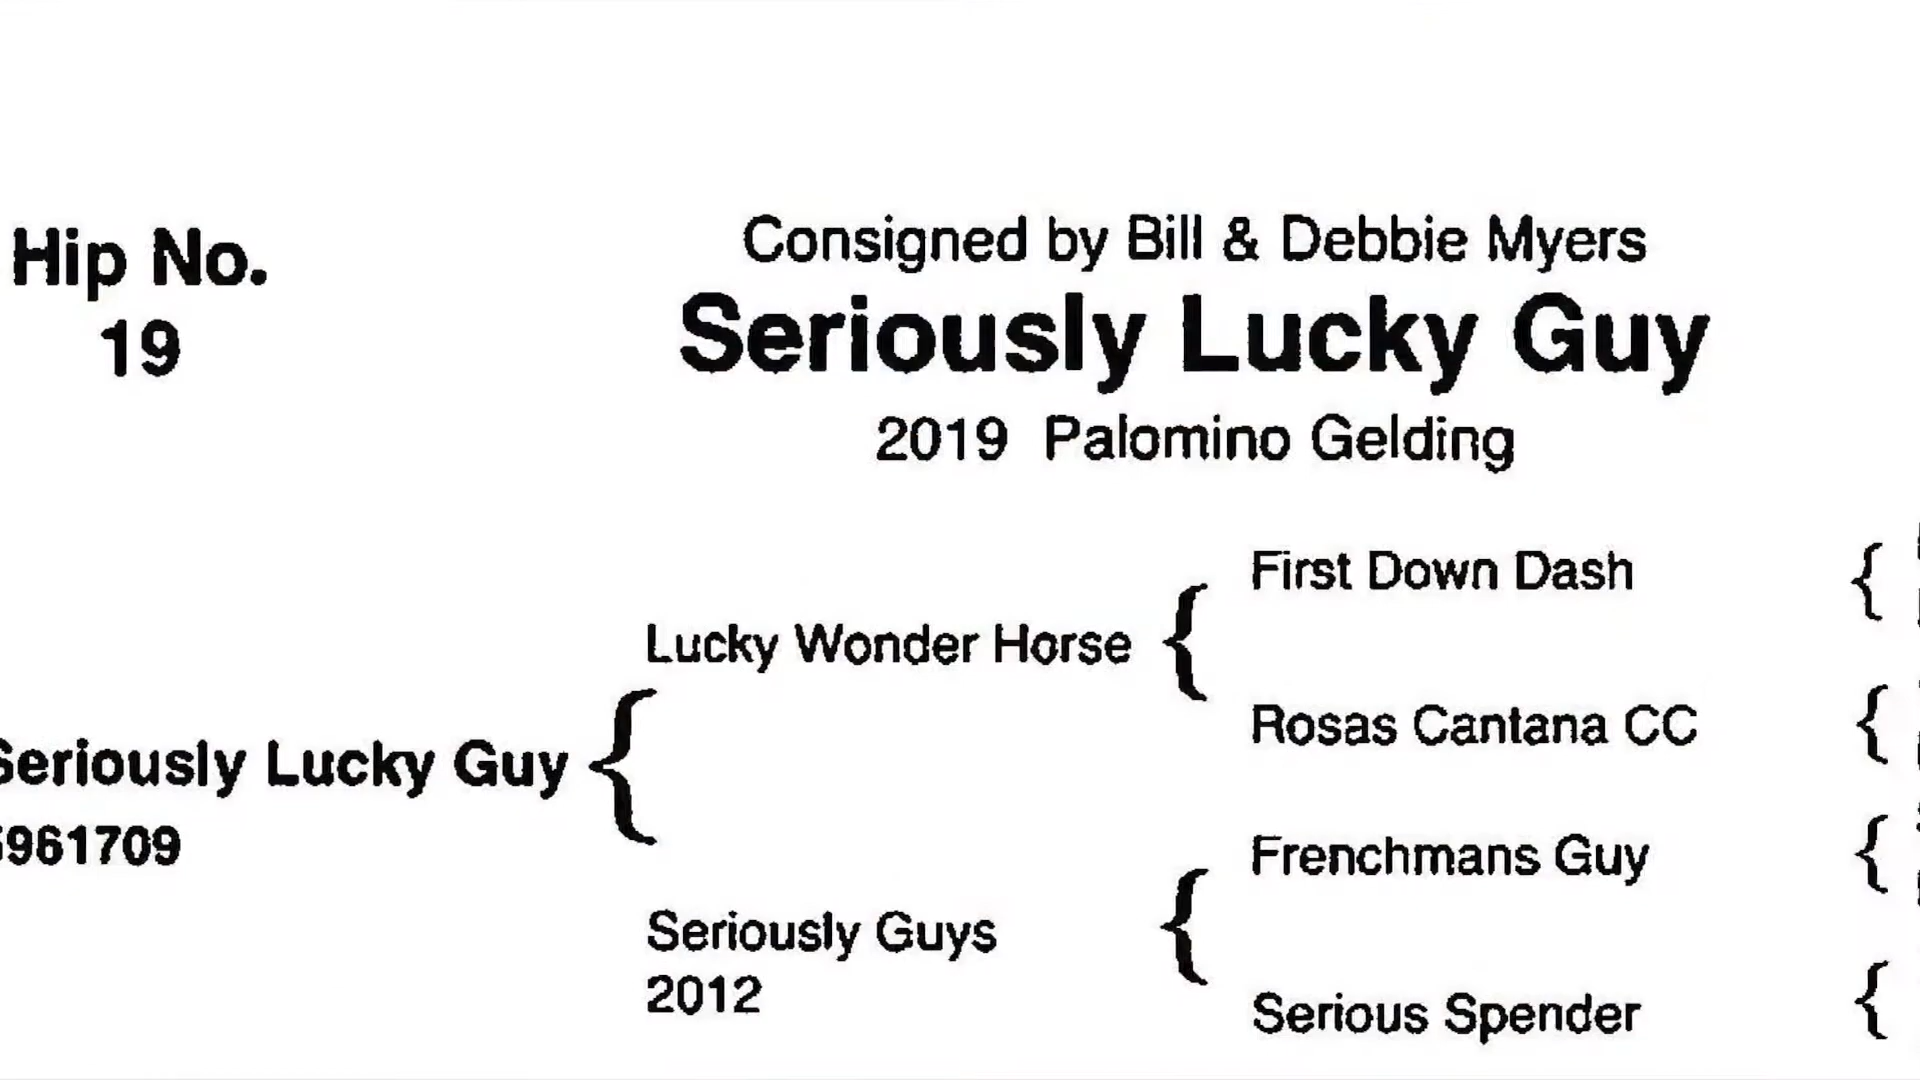 Hip No.
19
Consigned by Bill & Debbie Myers
Seriously Lucky Guy
2019 Palomino Gelding
First Down Dash
Lucky Wonder Horse
Rosas Cantana CC
Seriously Lucky Guy
961709
Frenchmans Guy
Seriously Guys
2012
Serious Spender